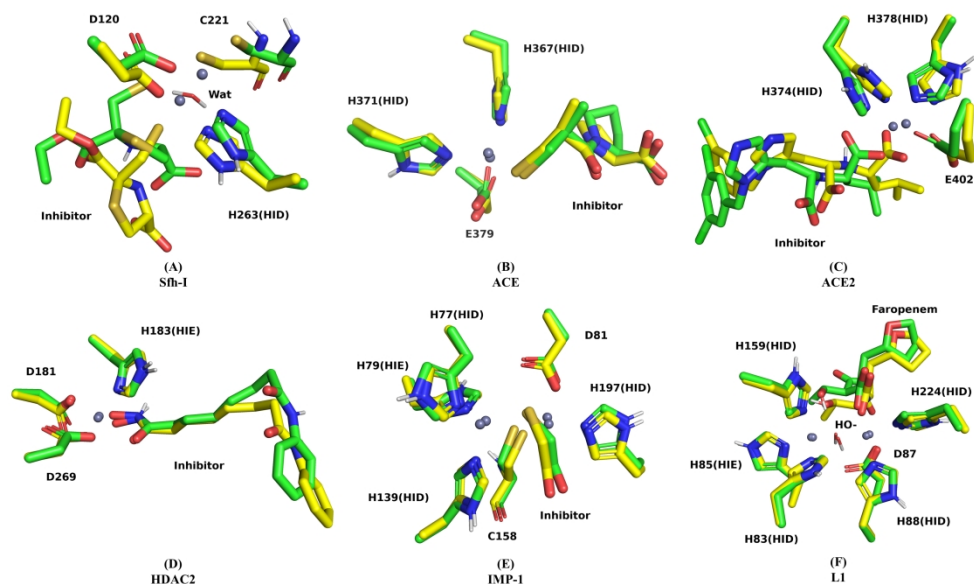 D120
C221
Wat
Inhibitor
H263(HID)
(A)
Sfh-I
H367(HID)
H371(HID)
E379
Inhibitor
(B)
ACE
H378(HID)
H374(HID)
E402
Inhibitor
(C)
ACE2
H183(HIE)
D181
D269
Inhibitor
(D)
HDAC2
H77(HID)
D81
H79(HIE)
H197(HID)
H139(HID)
C158
Inhibitor
(E)
IMP-1
Faropenem
H159(HID)
H224(HID)
HO-
H85(HIE)
D87
H83(HID)
H88(HID)
(F)
L1